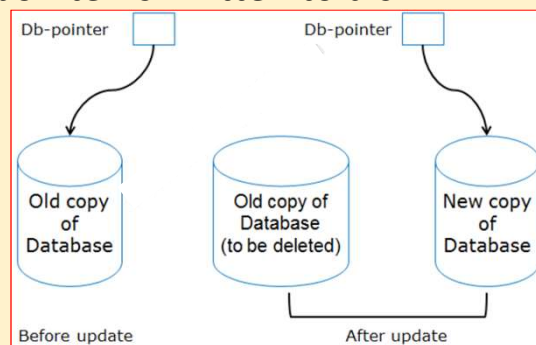 Db-pointer
Db-pointer
Old copy
of
Database
Old copy of
Database
(to be deleted)
New copy
of
Database
Before update
After update